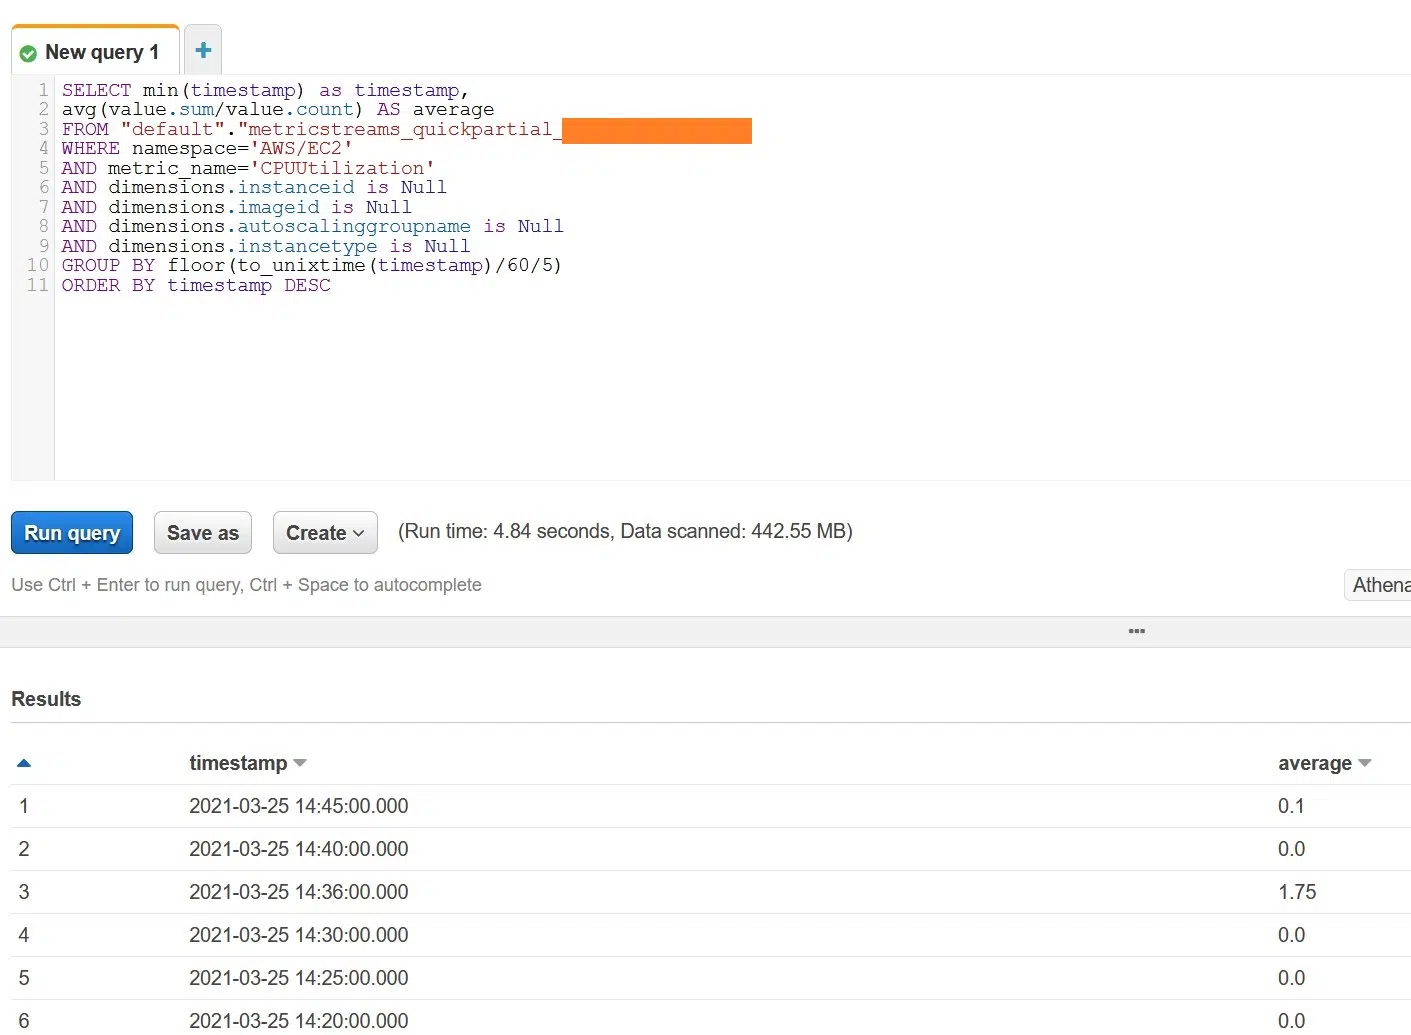 New query 1
+
1 SELECT min(timestamp) as timestamp,
2 avg(value.sum/value.count) AS average
3 FROM "default"."metricstreams_quickpartial_
4 WHERE namespace='AWS/EC2'
5 AND metric_name='CPUUtilization'
6 AND dimensions.instanceid is Null
7 AND dimensions.imageid is Null
8 AND dimensions.autoscalinggroupname is Null
9 AND dimensions.instancetype is Null
10 GROUP BY floor(to_unixtime(timestamp)/60/5)
11 ORDER BY timestamp DESC
Run query Save as Create (Run time: 4.84 seconds, Data scanned: 442.55 MB)
Use Ctrl + Enter to run query, Ctrl + Space to autocomplete Athena
Results
timestamp average
1 2021-03-25 14:45:00.000 0.1
2 2021-03-25 14:40:00.000 0.0
3 2021-03-25 14:36:00.000 1.75
4 2021-03-25 14:30:00.000 0.0
5 2021-03-25 14:25:00.000 0.0
6 2021-03-25 14:20:00.000 0.0